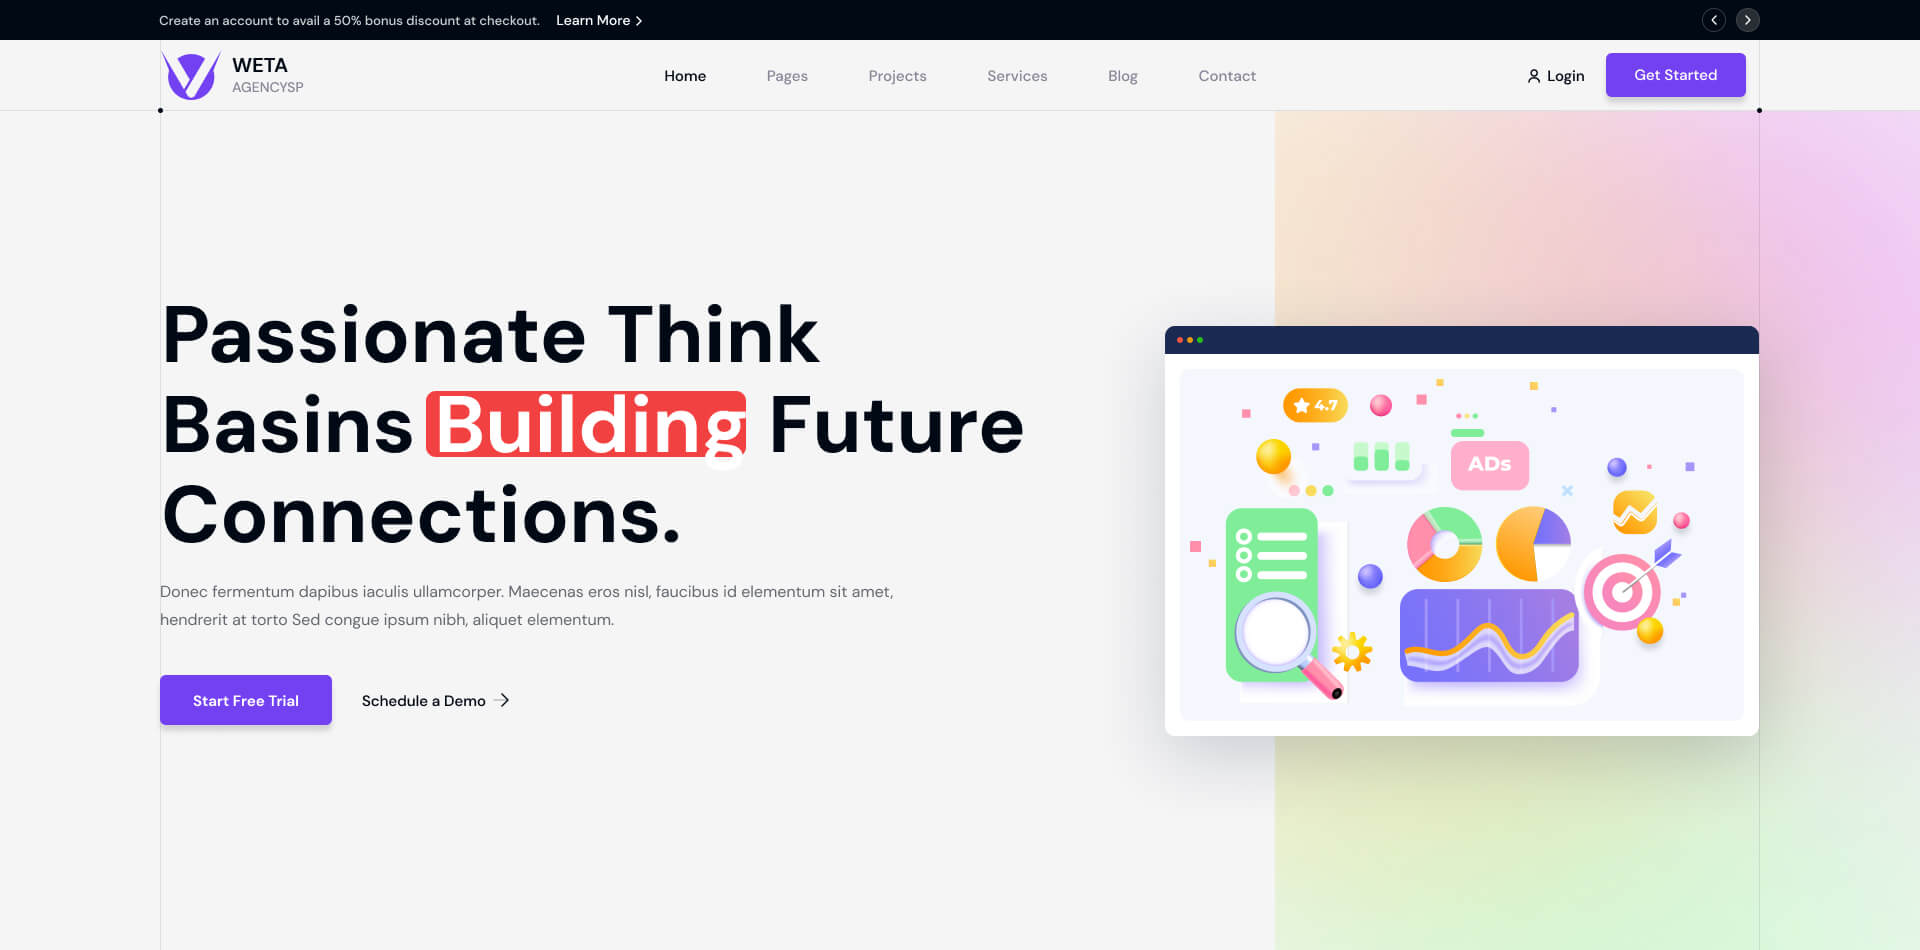 Create an account to avail a 50% bonus discount at checkout. Learn More
WETA
AGENCYSP
Home Pages Projects Services Blog Contact
Login
Get Started
Passionate Think
Basins Building Future
Connections.
Donec fermentum dapibus iaculis ullamcorper. Maecenas eros nisl, faucibus id elementum sit amet,
hendrerit at torto Sed congue ipsum nibh, aliquet elementum.
Start Free Trial Schedule a Demo
4.7
ADs